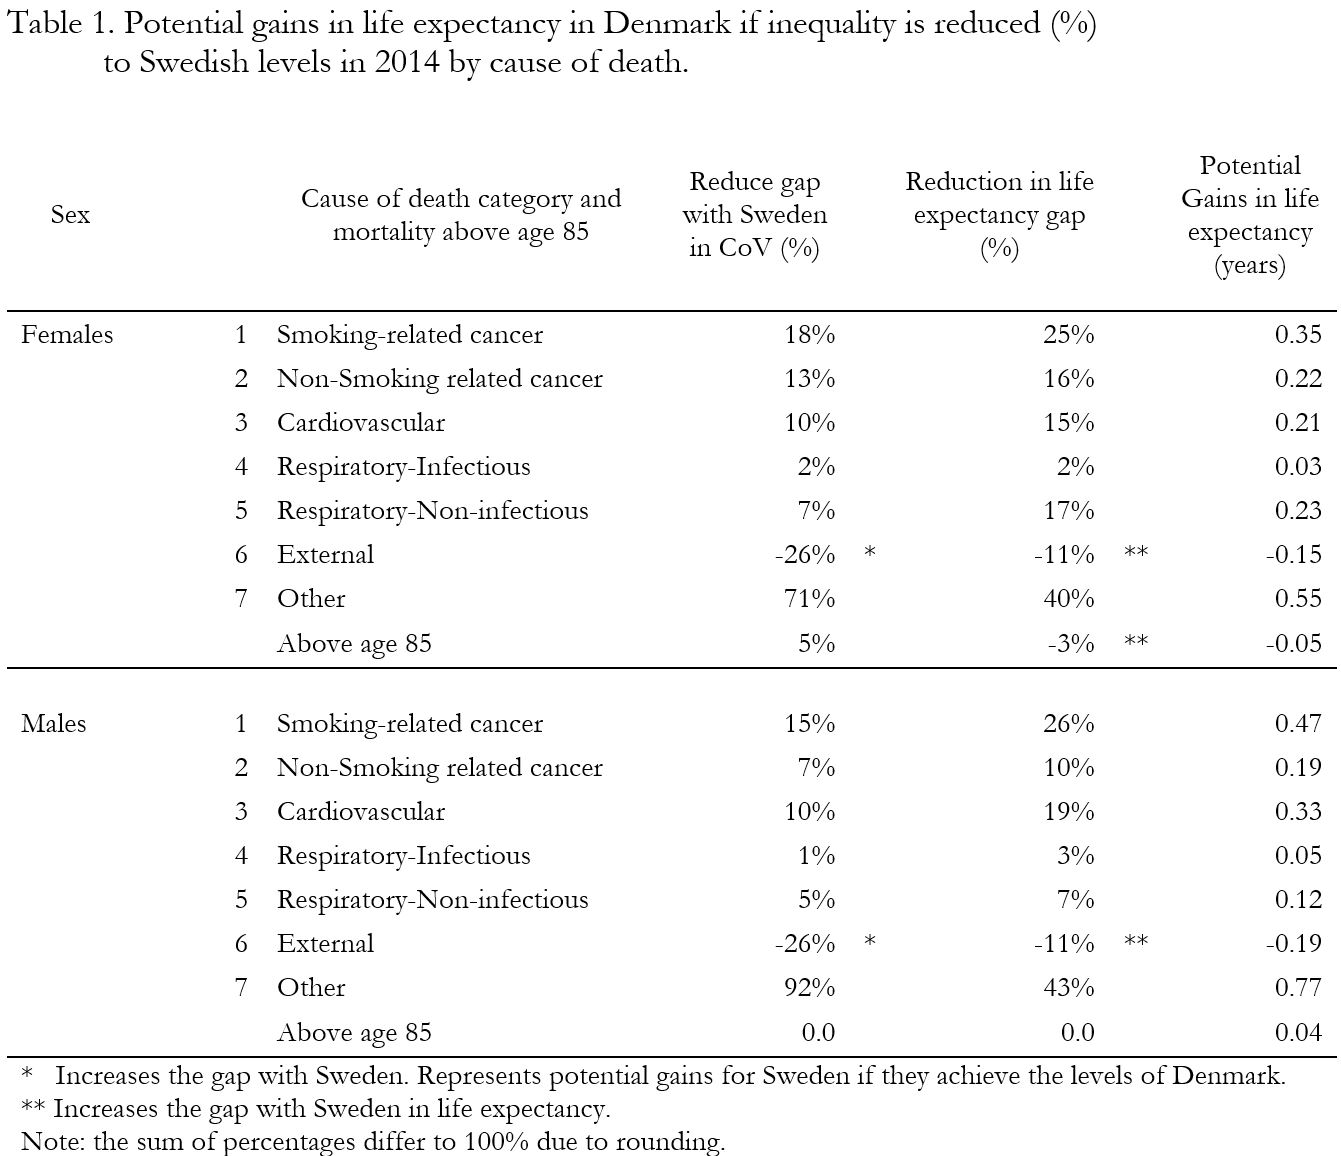 Table 1. Potential gains in life expectancy in Denmark if inequality is reduced (%)
to Swedish levels in 2014 by cause of death.
Sex
Cause of death category and
mortality above age 85
Reduce gap
with Sweden
in CoV (%)
Reduction in life
expectancy gap
(%)
Potential
Gains in life
expectancy
(years)
Females 1 Smoking-related cancer 18% 25% 0.35
2 Non-Smoking related cancer 13% 16% 0.22
3 Cardiovascular 10% 15% 0.21
4 Respiratory-Infectious 2% 2% 0.03
5 Respiratory-Non-infectious 7% 17% 0.23
6 External -26% * -11% ** -0.15
7 Other 71% 40% 0.55
Above age 85 5% -3% ** -0.05
Males 1 Smoking-related cancer 15% 26% 0.47
2 Non-Smoking related cancer 7% 10% 0.19
3 Cardiovascular 10% 19% 0.33
4 Respiratory-Infectious 1% 3% 0.05
5 Respiratory-Non-infectious 5% 7% 0.12
6 External -26% * -11% ** -0.19
7 Other 92% 43% 0.77
Above age 85 0.0 0.0 0.04
* Increases the gap with Sweden. Represents potential gains for Sweden if they achieve the levels of Denmark.
** Increases the gap with Sweden in life expectancy.
Note: the sum of percentages differ to 100% due to rounding.